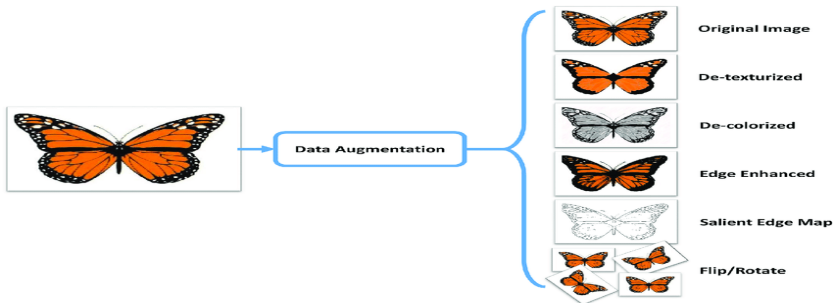 Original Image
De-texturized
De-colorized
Data Augmentation
Edge Enhanced
Salient Edge Map
Flip/Rotate